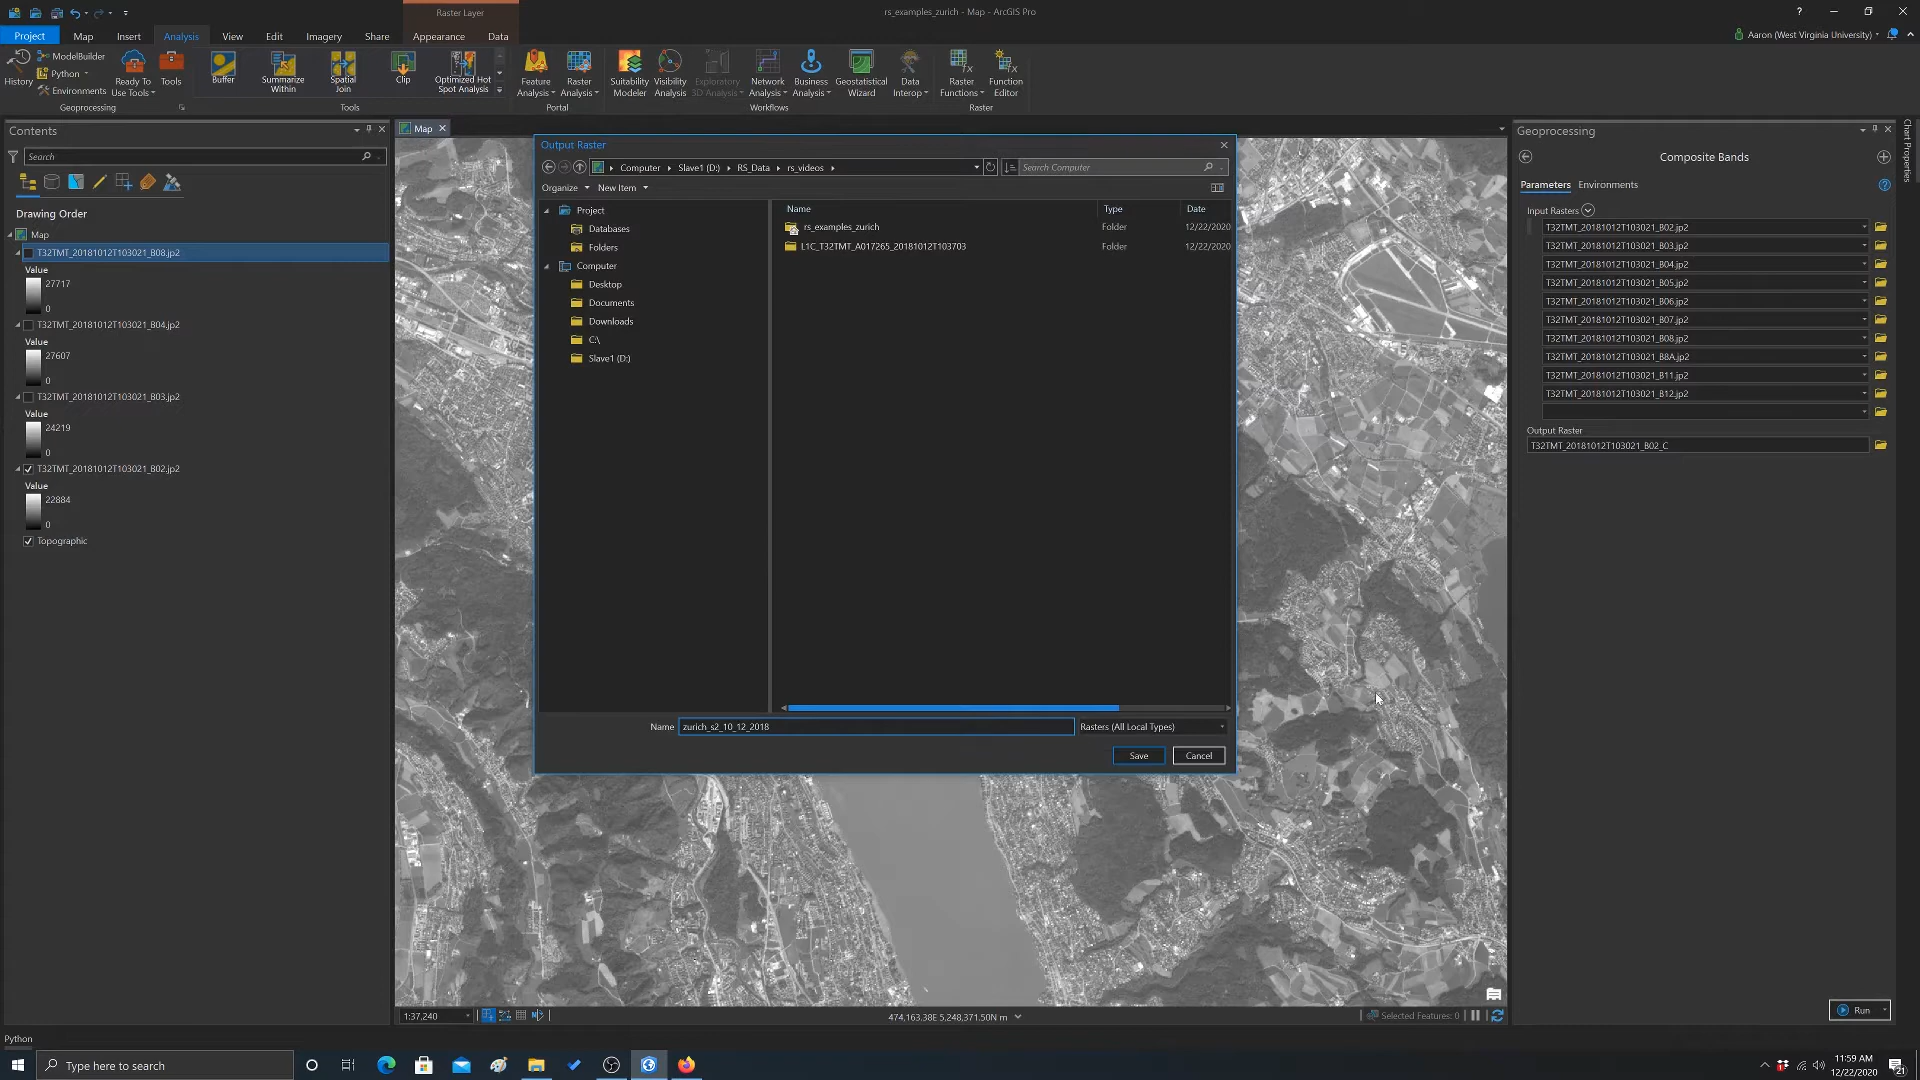 Raster Layer
rs_examples_zurich - Map - ArcGIS Pro
?
Project
Map
Insert
Analysis
View
Edit
Imagery
Share
Appearance
Data
Aaron (West Virginia University)
History
ModelBuilder
Python
Environments
Ready To Use Tools
Tools
Geoprocessing
Buffer
Summarize Within
Spatial Join
Clip
Optimized Hot Spot Analysis
Tools
Feature Analysis
Raster Analysis
Portal
Suitability Modeler
Visibility Analysis
Exploratory 3D Analysis
Network Analysis
Business Analysis
Geostatistical Wizard
Data Interop
Workflows
Raster Functions
Function Editor
Raster
Contents
Search
Drawing Order
Map
T32TMT_20181012T103021_B08.jp2
Value
27717
0
T32TMT_20181012T103021_B04.jp2
Value
27607
0
T32TMT_20181012T103021_B03.jp2
Value
24219
0
T32TMT_20181012T103021_B02.jp2
Value
22884
0
Topographic
Map
Output Raster
Computer
Slave1 (D:)
RS_Data
rs_videos
Search Computer
Organize
New Item
Project
Databases
Folders
Computer
Desktop
Documents
Downloads
C:\
Slave1 (D:)
Name Type Date
rs_examples_zurich Folder 12/22/2020
L1C_T32TMT_A017265_20181012T103703 Folder 12/22/2020
Name zurich_s2_10_12_2018 Rasters (All Local Types)
Save Cancel
1:37,240
474,163.38E 5,248,371.50N m
Selected Features: 0
Geoprocessing
Composite Bands
Parameters Environments
Input Rasters
T32TMT_20181012T103021_B02.jp2
T32TMT_20181012T103021_B03.jp2
T32TMT_20181012T103021_B04.jp2
T32TMT_20181012T103021_B05.jp2
T32TMT_20181012T103021_B06.jp2
T32TMT_20181012T103021_B07.jp2
T32TMT_20181012T103021_B08.jp2
T32TMT_20181012T103021_B8A.jp2
T32TMT_20181012T103021_B11.jp2
T32TMT_20181012T103021_B12.jp2
Output Raster
T32TMT_20181012T103021_B02_C
Run
Chart Properties
Python
Type here to search
11:59 AM
12/22/2020
21